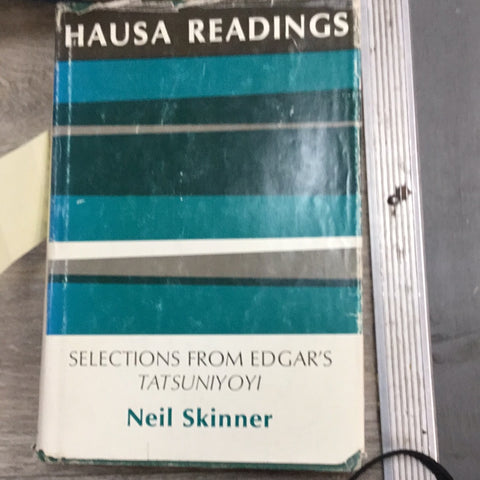 HAUSA READINGS
SELECTIONS FROM EDGAR'S
TATSUNIYOYI
Neil Skinner